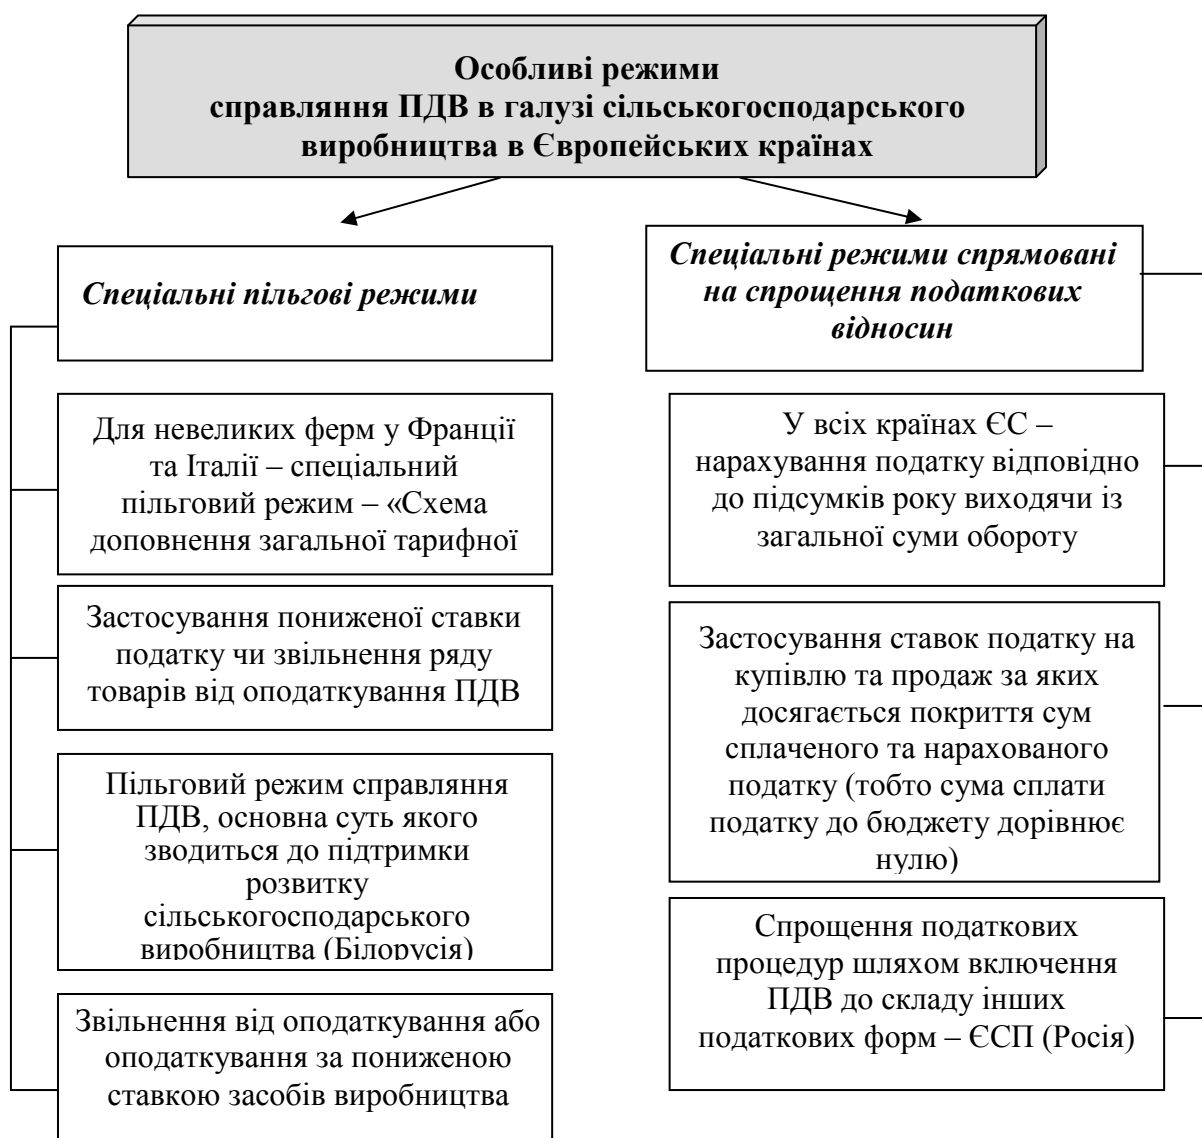 Особливі режими
справляння ПДВ в галузі сільськогосподарського
виробництва в Європейських країнах
Спеціальні пільгові режими
Для невеликих ферм у Франції
та Італії – спеціальний
пільговий режим – «Схема
доповнення загальної тарифної
Застосування пониженої ставки
податку чи звільнення ряду
товарів від оподаткування ПДВ
Пільговий режим справляння
ПДВ, основна суть якого
зводиться до підтримки
розвитку
сільськогосподарського
виробництва (Білорусія)
Звільнення від оподаткування або
оподаткування за пониженою
ставкою засобів виробництва
Спеціальні режими спрямовані
на спрощення податкових
відносин
У всіх країнах ЄС –
нарахування податку відповідно
до підсумків року виходячи із
загальної суми обороту
Застосування ставок податку на
купівлю та продаж за яких
досягається покриття сум
сплаченого та нарахованого
податку (тобто сума сплати
податку до бюджету дорівнює
нулю)
Спрощення податкових
процедур шляхом включення
ПДВ до складу інших
податкових форм – ЄСП (Росія)